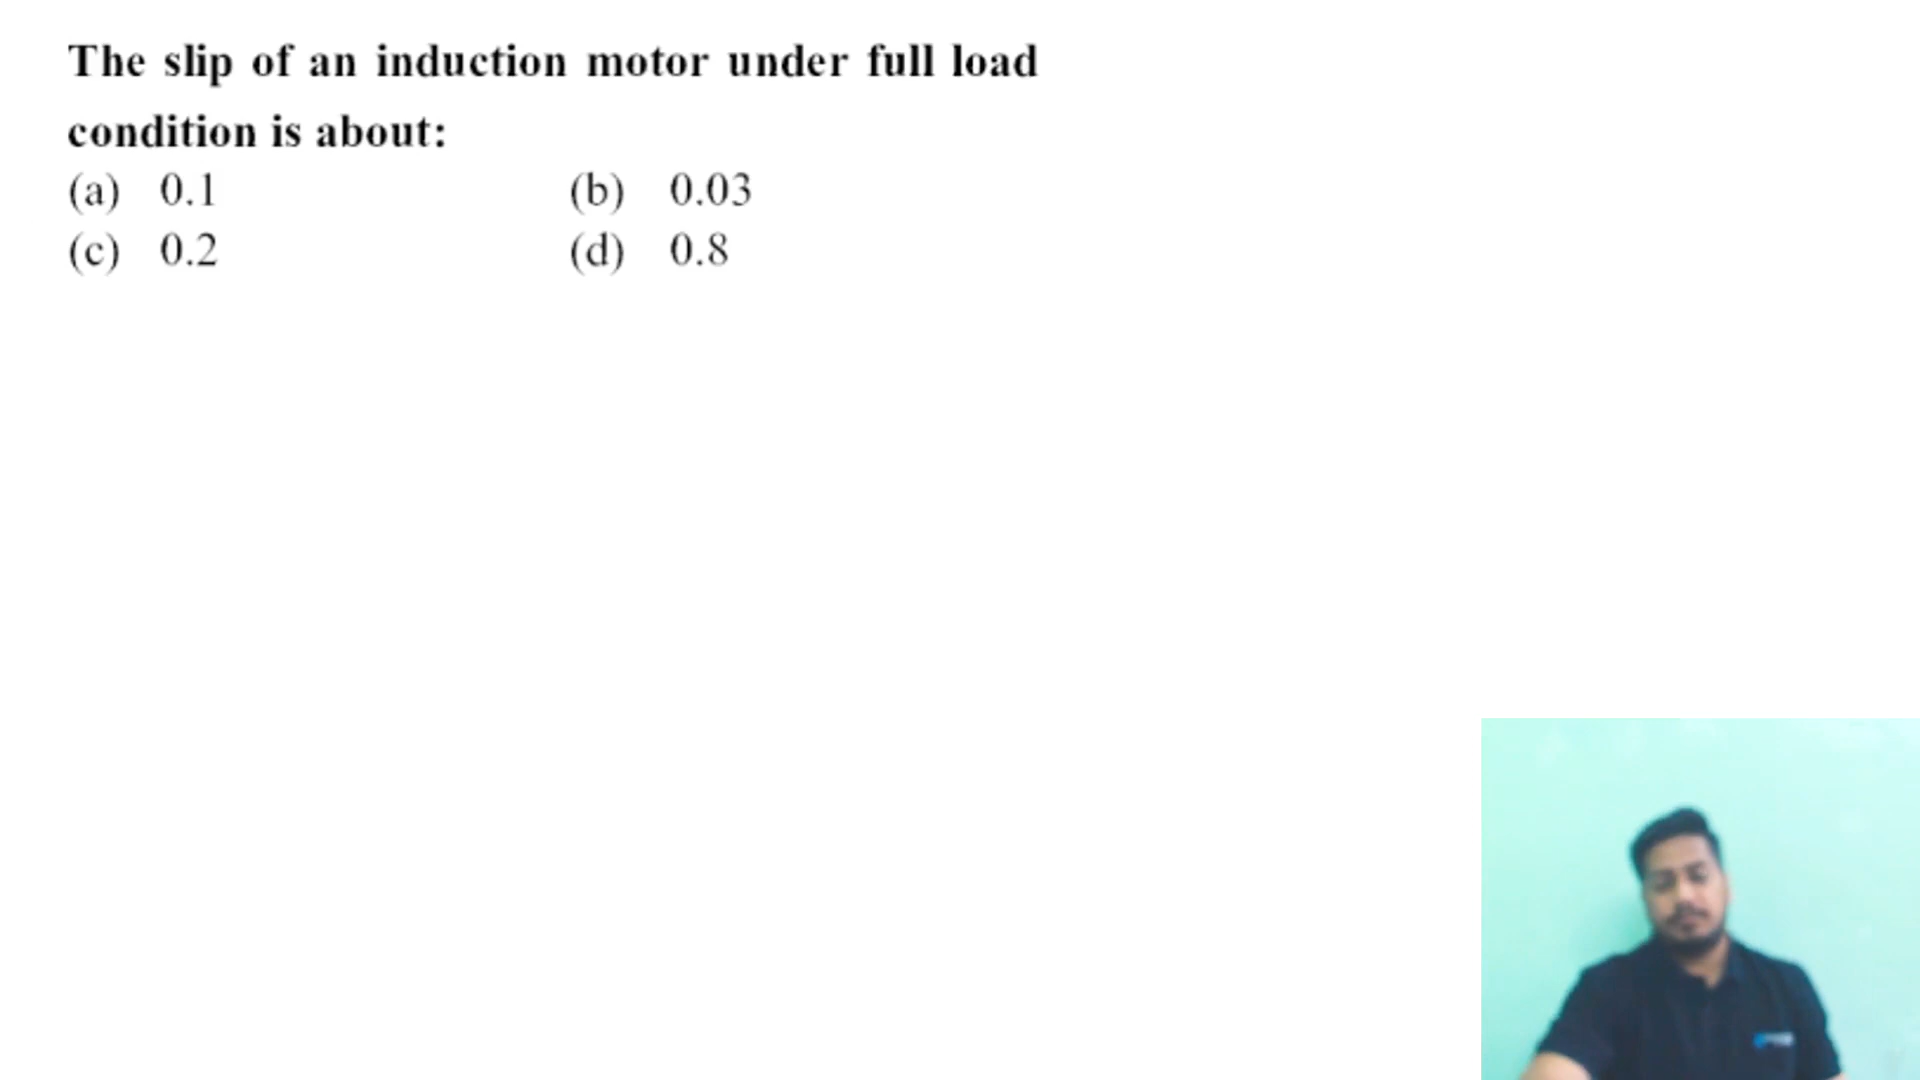 The slip of an induction motor under full load
condition is about:
(a) 0.1 (b) 0.03
(c) 0.2 (d) 0.8